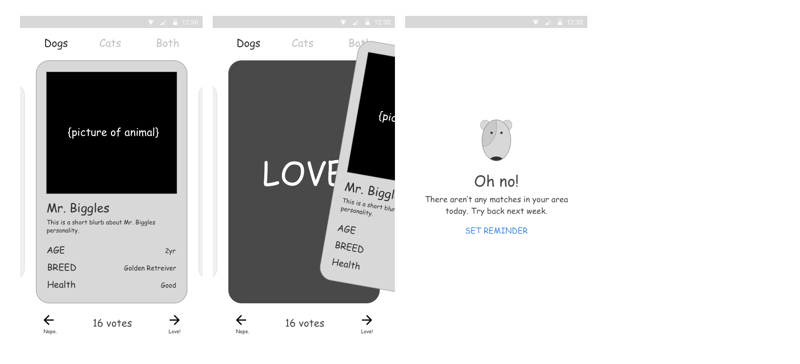 12:30
Dogs Cats Both
{picture of animal}
Mr. Biggles
This is a short blurb about Mr. Biggles
personality.
AGE 2yr
BREED Golden Retreiver
Health Good
16 votes
Nope. Love!
12:30
Dogs Cats Bot
LOVE
{pic
Mr. Biggl
This is a short blur
personality.
AGE
BREED
Health
16 votes
Nope. Love!
12:30
Oh no!
There aren't any matches in your area
today. Try back next week.
SET REMINDER